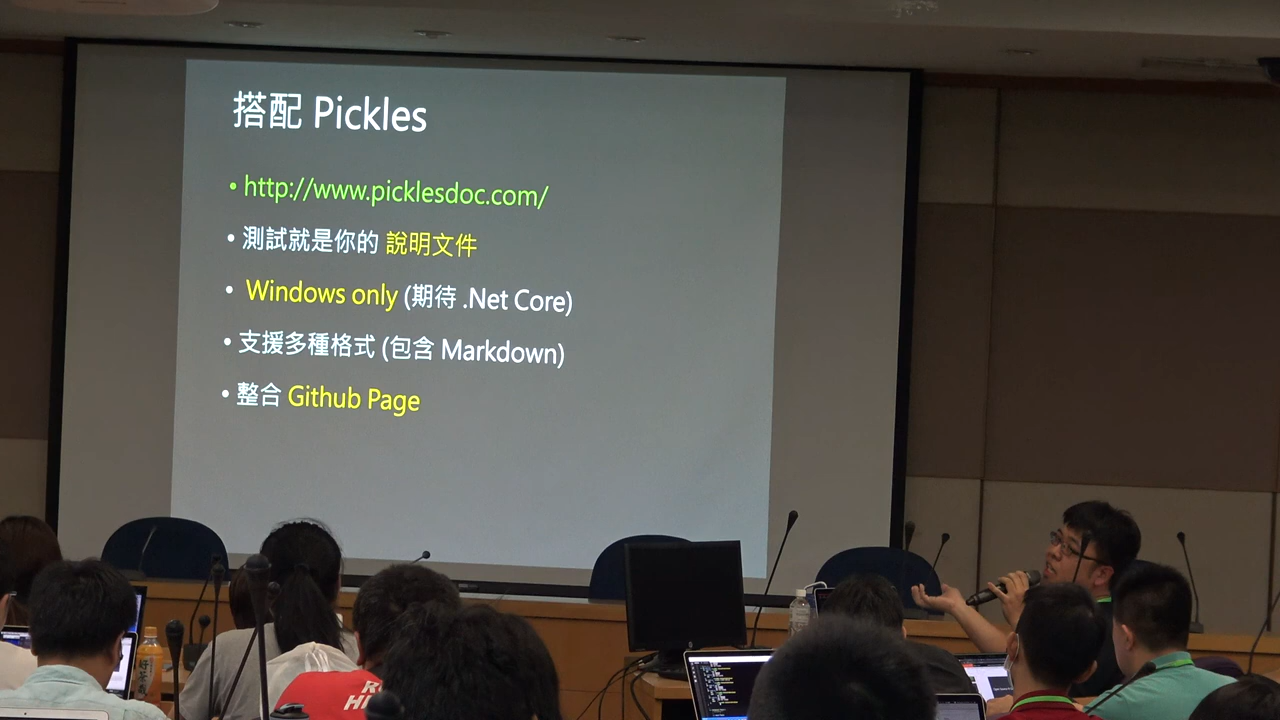 搭配 Pickles
• http://www.picklesdoc.com/
• 測試就是你的 說明文件
• Windows only (期待 .Net Core)
• 支援多種格式 (包含 Markdown)
• 整合 Github Page